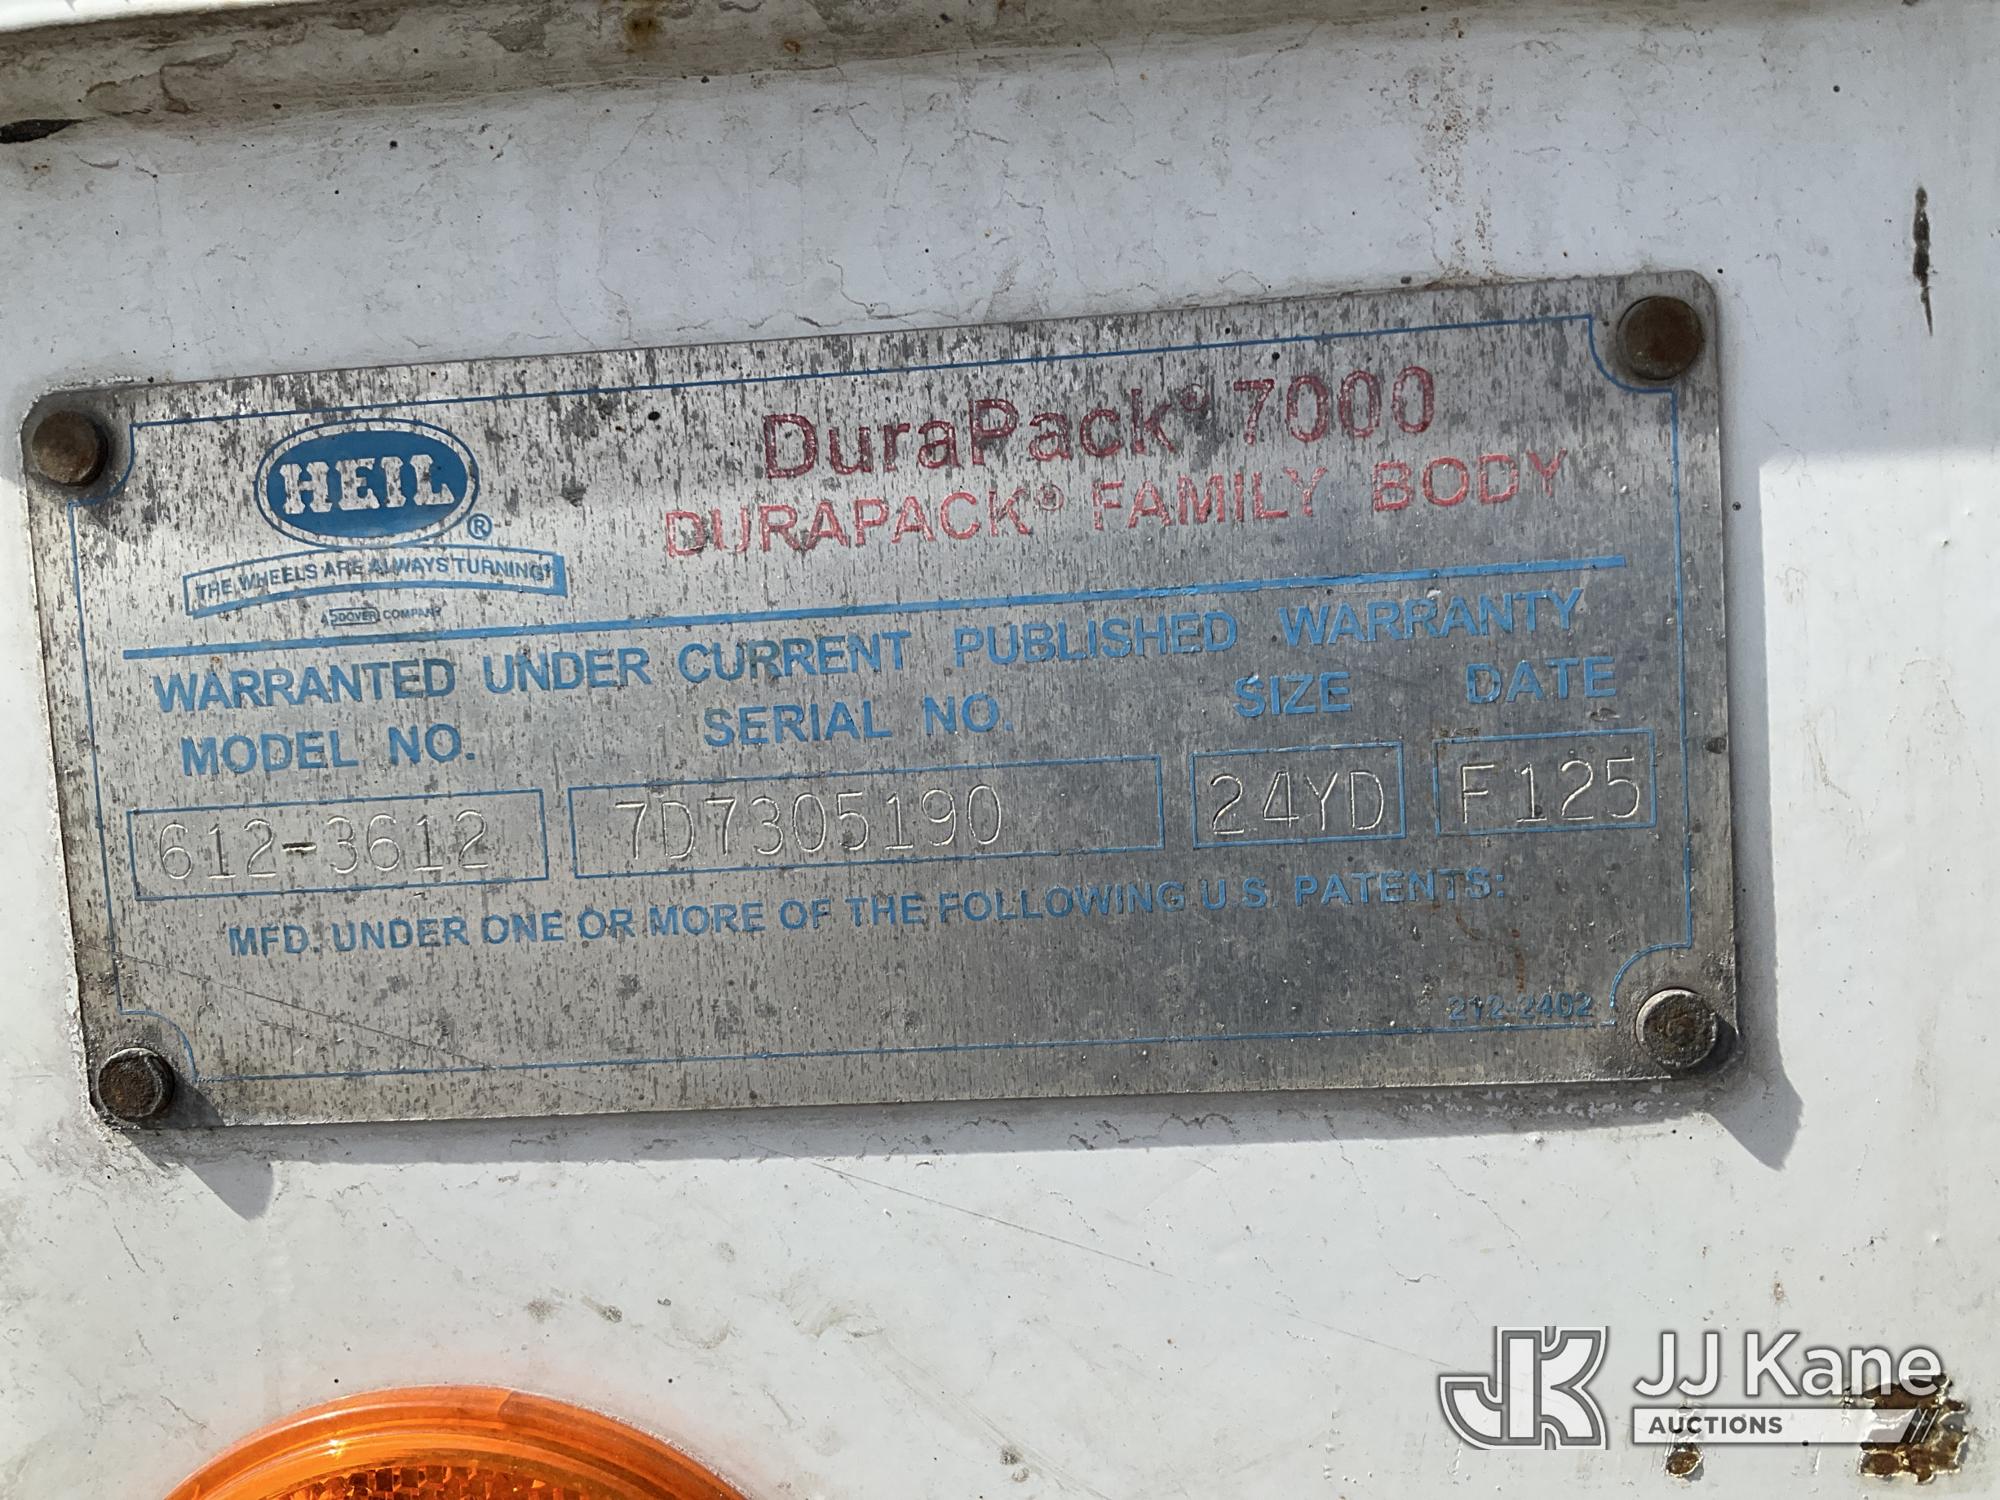 HEIL®
THE WHEELS ARE ALWAYS TURNING
A DOVER COMPANY
DuraPack® 7000
DURAPACK® FAMILY BODY
WARRANTED UNDER CURRENT PUBLISHED WARRANTY
MODEL NO. SERIAL NO. SIZE DATE
612-3612 7D7305190 24YD F125
MFD. UNDER ONE OR MORE OF THE FOLLOWING U.S. PATENTS:
212-2402
JK JJ Kane
AUCTIONS